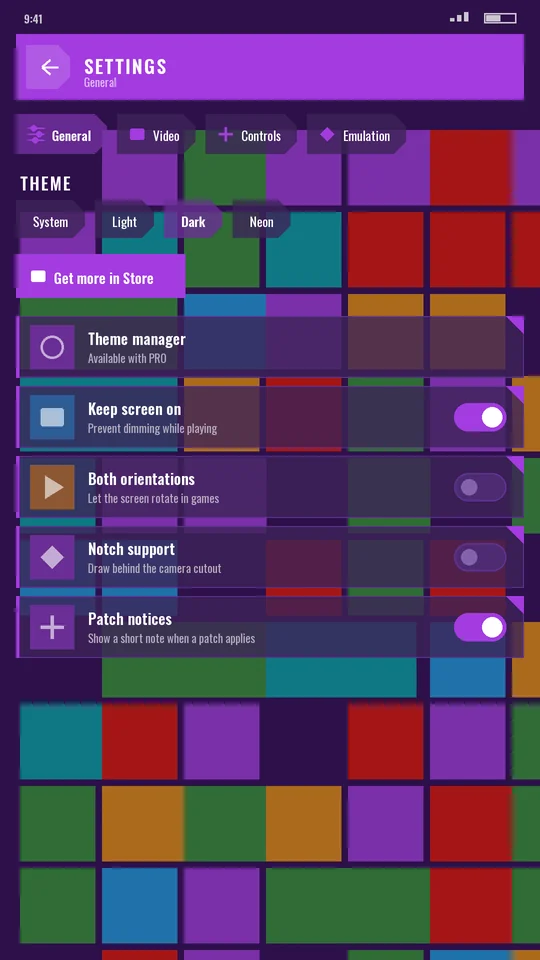 9:41
SETTINGS
General
General
Video
Controls
Emulation
THEME
System
Light
Dark
Neon
Get more in Store
Theme manager
Available with PRO
Keep screen on
Prevent dimming while playing
Both orientations
Let the screen rotate in games
Notch support
Draw behind the camera cutout
Patch notices
Show a short note when a patch applies